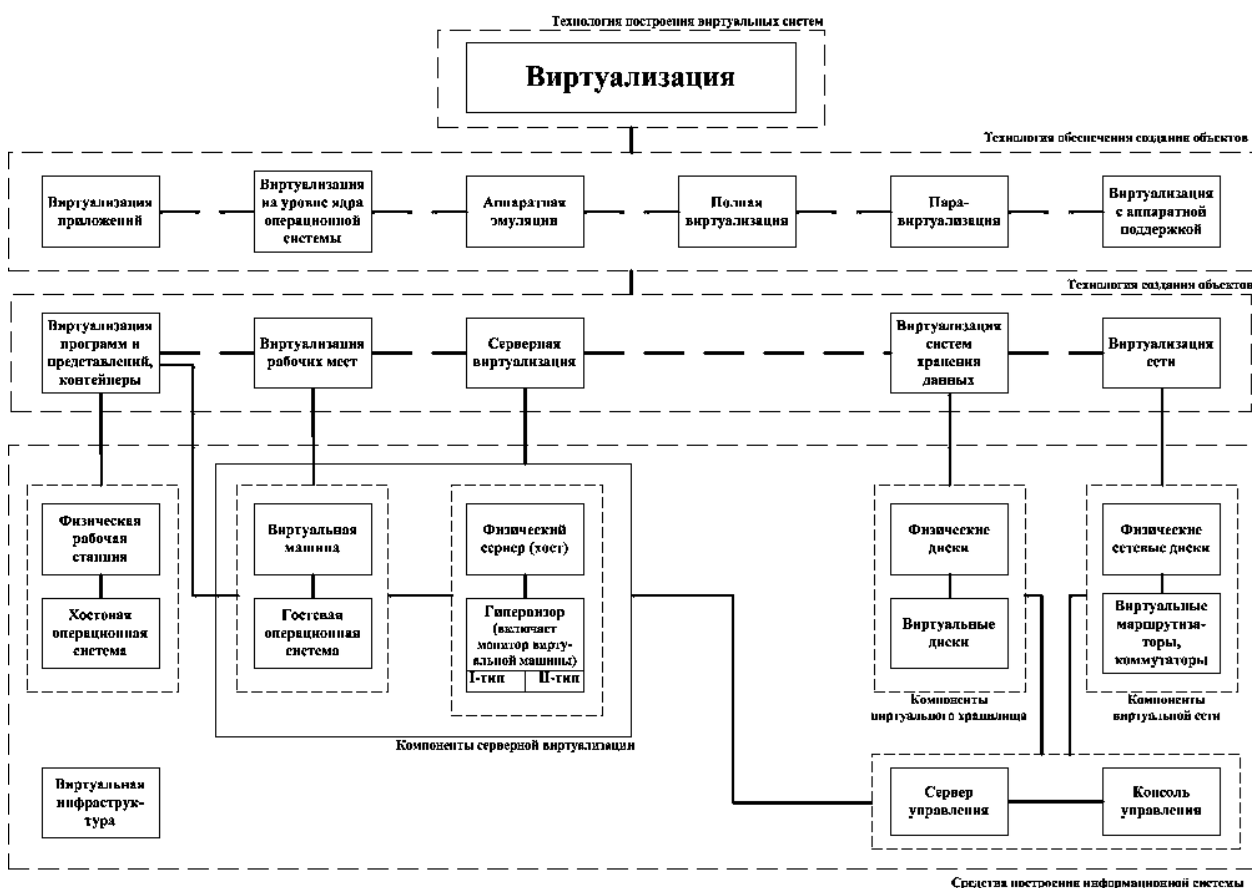 Технология построения виртуальных систем
Виртуализация
Технология обеспечения создания объектов
Виртуализация
приложений
Виртуализация
на уровне ядра
операционной
системы
Аппаратная
эмуляция
Полная
виртуализация
Пара-
виртуализация
Виртуализация
с аппаратной
поддержкой
Технология создания объектов
Виртуализация
программ и
представлений,
контейнеры
Виртуализация
рабочих мест
Серверная
виртуализация
Виртуализация
систем
хранения
данных
Виртуализация
сети
Физическая
рабочая
станция
Хостовая
операционная
система
Виртуальная
машина
Гостевая
операционная
система
Физический
сервер (хост)
Гипервизор
(включает
монитор вирту-
альной машины)
I-тип
II-тип
Компоненты серверной виртуализации
Физические
диски
Виртуальные
диски
Компоненты
виртуального хранилища
Физические
сетевые диски
Виртуальные
маршрутиза-
торы,
коммутаторы
Компоненты
виртуальной сети
Виртуальная
инфраструк-
тура
Сервер
управления
Консоль
управления
Средства построения информационной системы